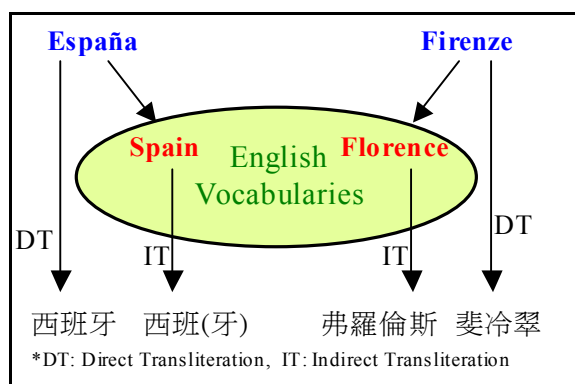 España Firenze
Spain English Florence
Vocabularies
DT IT IT DT
西班牙 西班(牙) 弗羅倫斯 斐冷翠
*DT: Direct Transliteration, IT: Indirect Transliteration